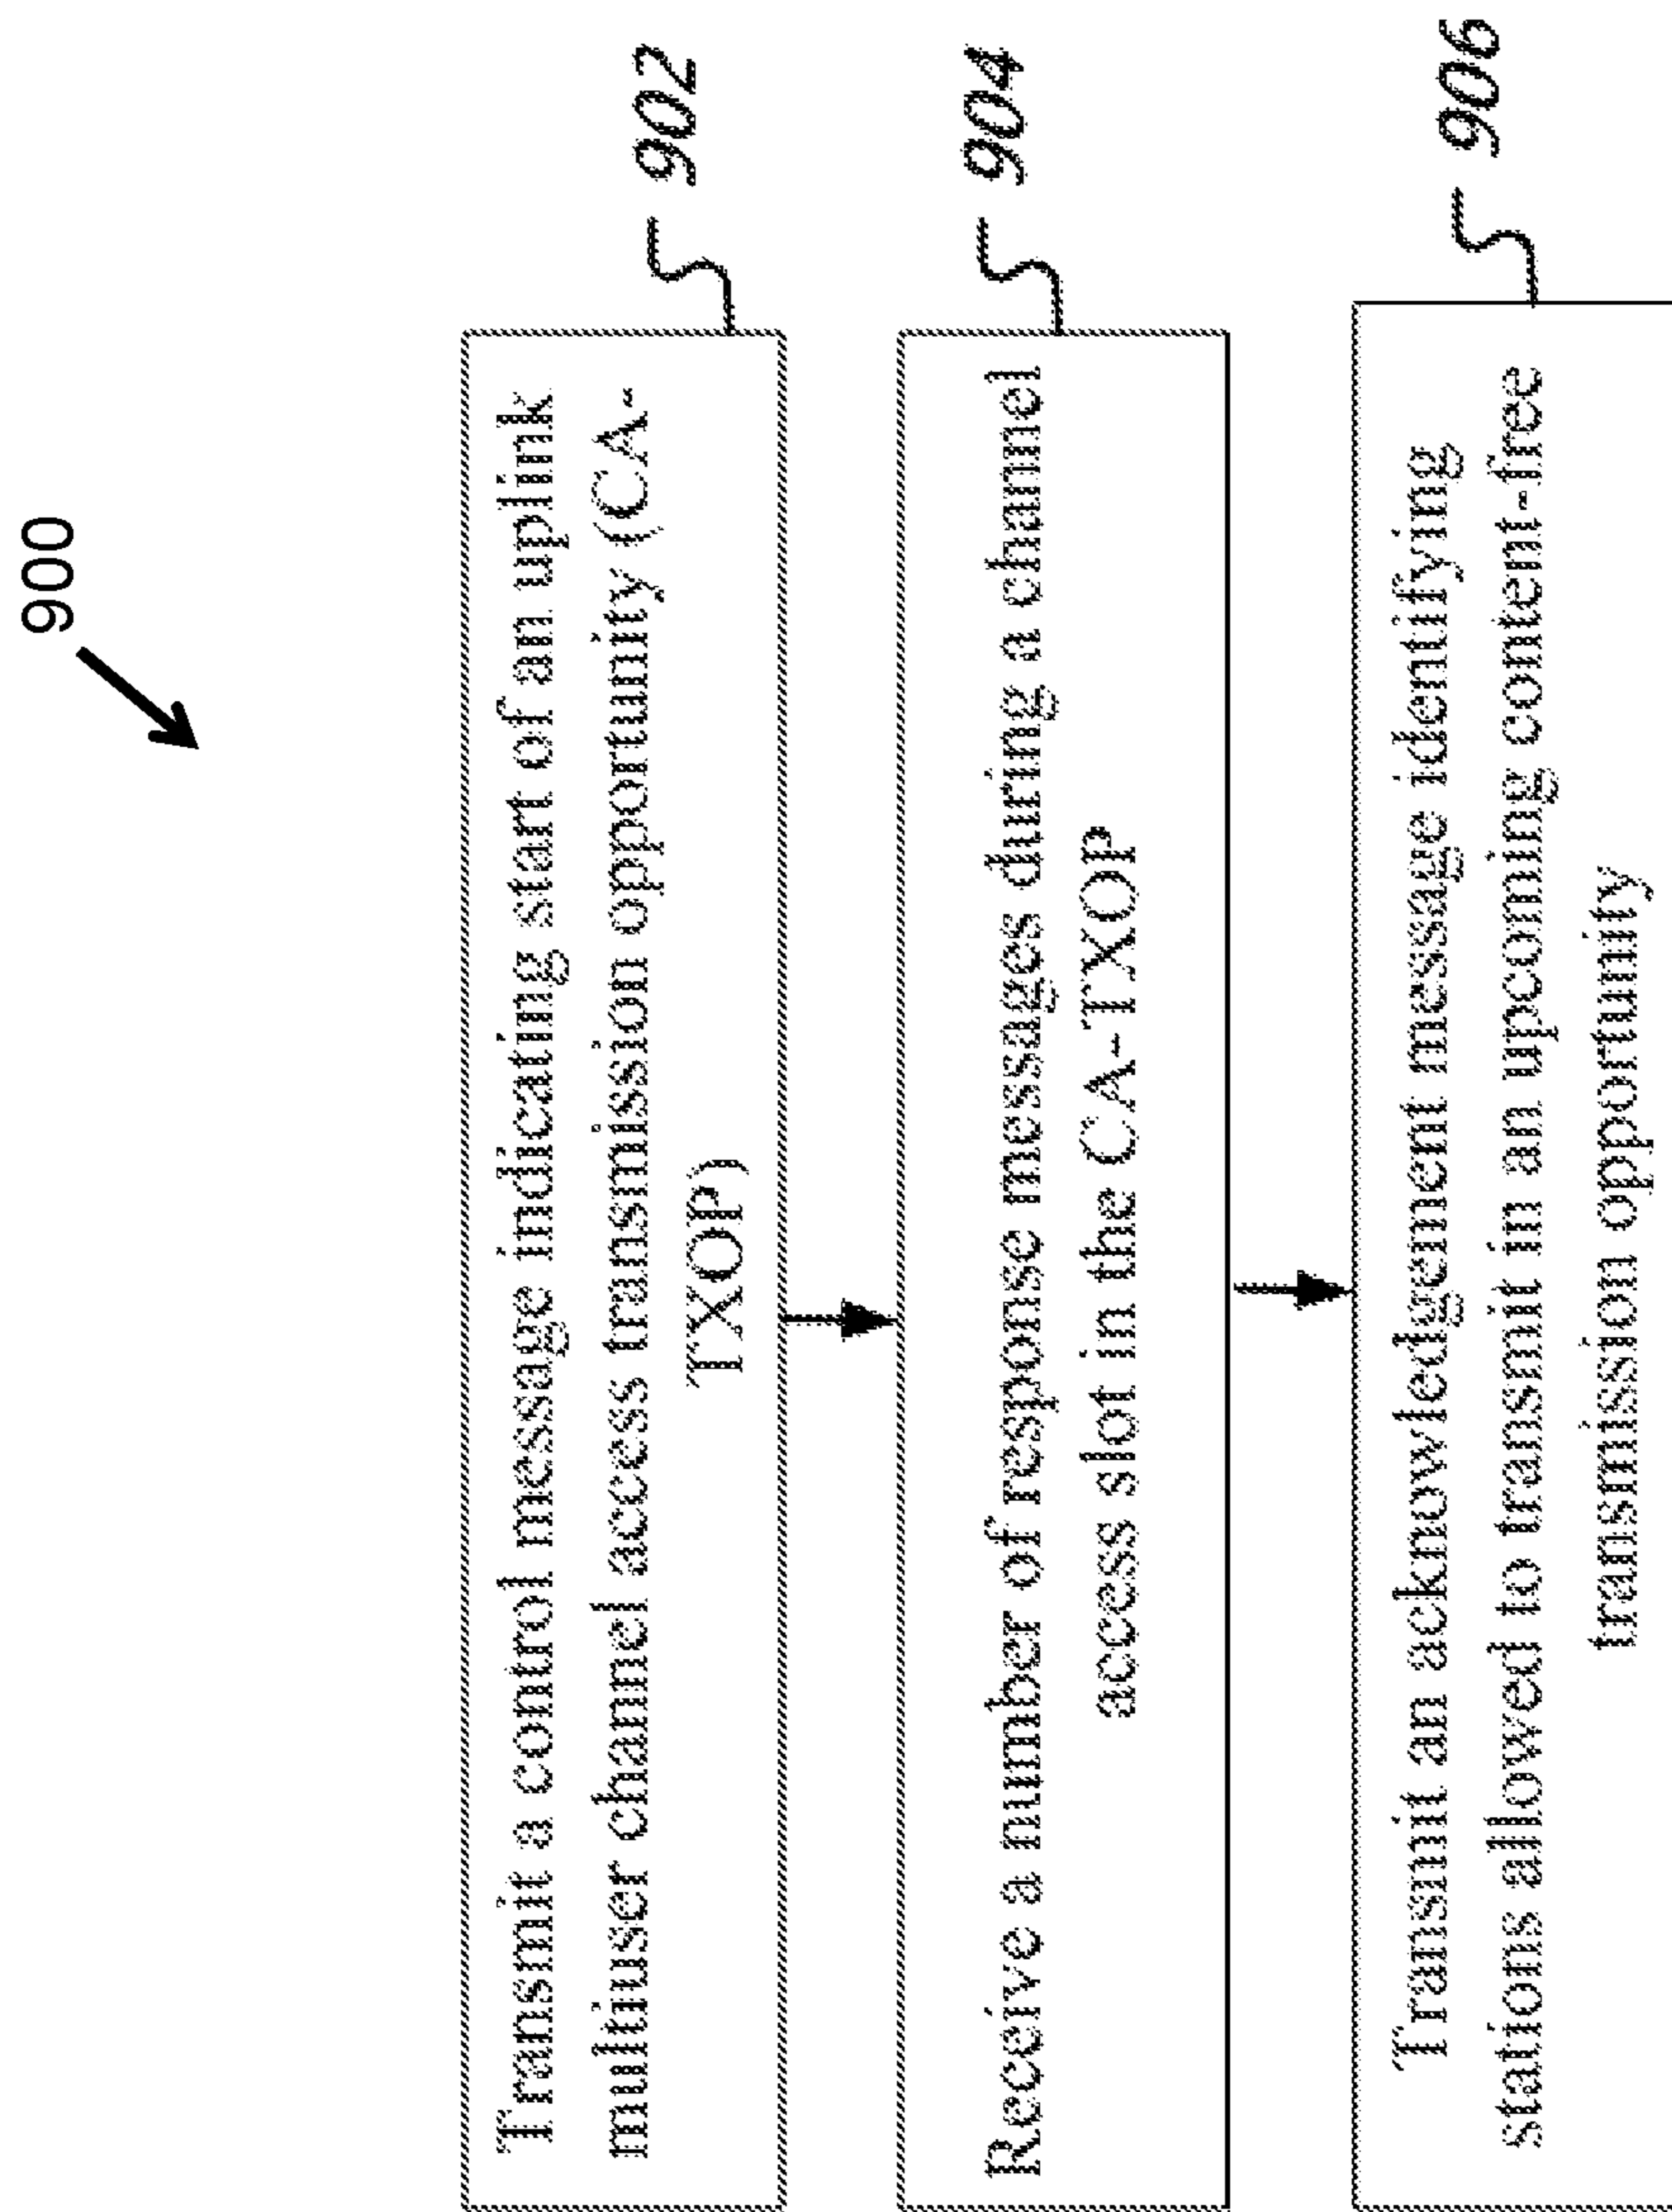 900
Transmit a control message indicating start of an uplink
multiuser channel access transmission opportunity (CA-
TXOP)
902
Receive a number of response messages during a channel
access slot in the CA-TXOP
904
Transmit an acknowledgement message identifying
stations allowed to transmit in an upcoming content-free
transmission opportunity
906